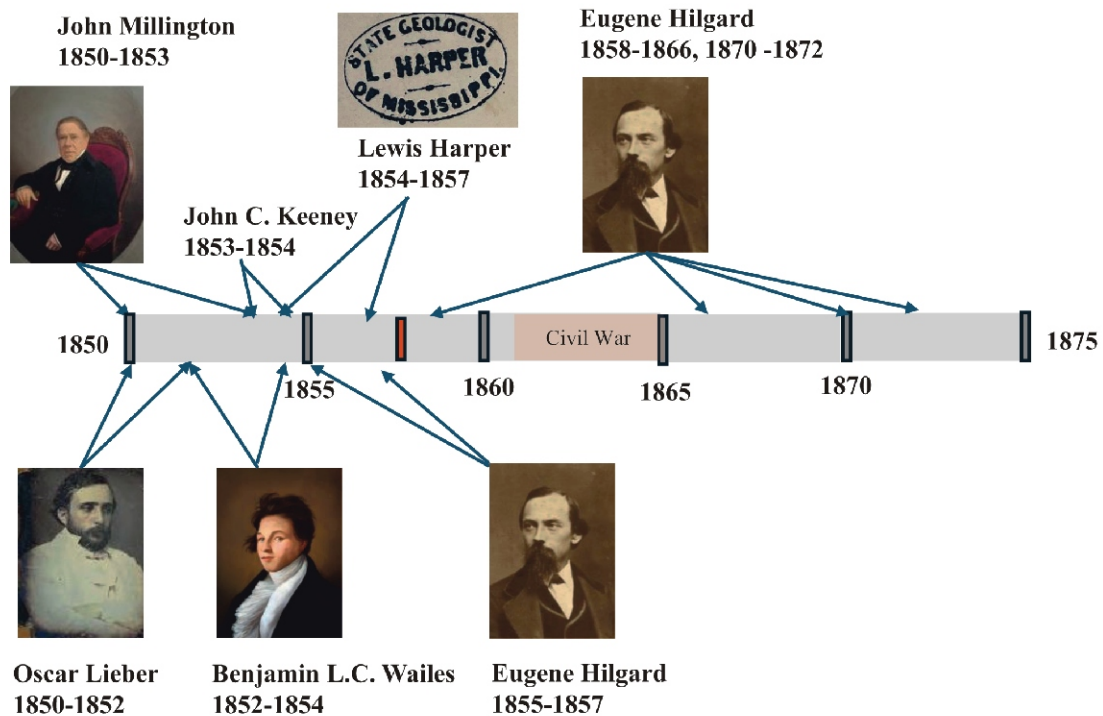 John Millington
1850-1853
STATE GEOLOGIST
L. HARPER
OF MISSISSIPPI.
Lewis Harper
1854-1857
Eugene Hilgard
1858-1866, 1870 -1872
John C. Keeney
1853-1854
1850
Civil War
1875
1855
1860
1865
1870
Oscar Lieber
1850-1852
Benjamin L.C. Wailes
1852-1854
Eugene Hilgard
1855-1857